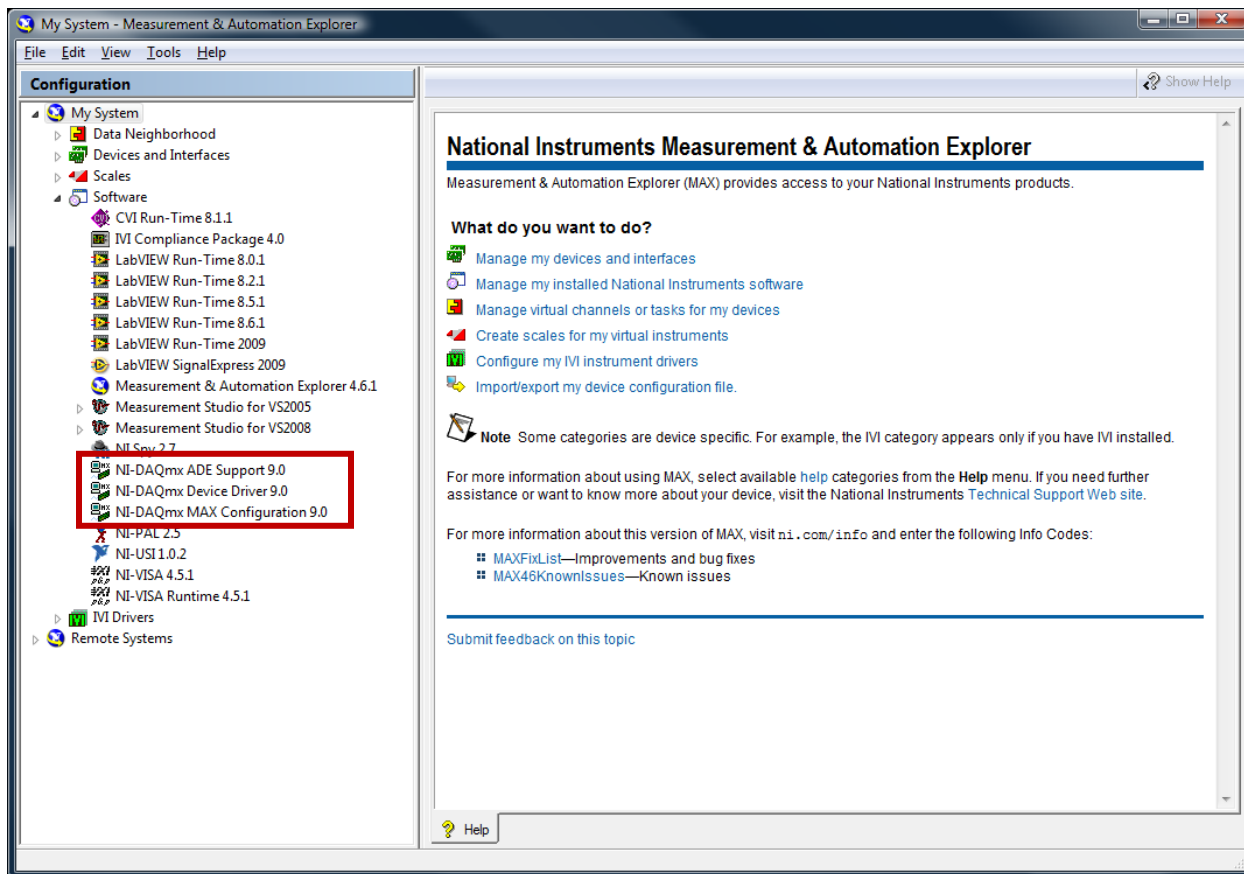 My System - Measurement & Automation Explorer
File Edit View Tools Help
Configuration
Show Help
My System
Data Neighborhood
Devices and Interfaces
Scales
Software
CVI Run-Time 8.1.1
IVI Compliance Package 4.0
LabVIEW Run-Time 8.0.1
LabVIEW Run-Time 8.2.1
LabVIEW Run-Time 8.5.1
LabVIEW Run-Time 8.6.1
LabVIEW Run-Time 2009
LabVIEW SignalExpress 2009
Measurement & Automation Explorer 4.6.1
Measurement Studio for VS2005
Measurement Studio for VS2008
NI Spy 2.7
NI-DAQmx ADE Support 9.0
NI-DAQmx Device Driver 9.0
NI-DAQmx MAX Configuration 9.0
NI-PAL 2.5
NI-USI 1.0.2
NI-VISA 4.5.1
NI-VISA Runtime 4.5.1
IVI Drivers
Remote Systems
National Instruments Measurement & Automation Explorer
Measurement & Automation Explorer (MAX) provides access to your National Instruments products.
What do you want to do?
Manage my devices and interfaces
Manage my installed National Instruments software
Manage virtual channels or tasks for my devices
Create scales for my virtual instruments
Configure my IVI instrument drivers
Import/export my device configuration file.
Note Some categories are device specific. For example, the IVI category appears only if you have IVI installed.
For more information about using MAX, select available help categories from the Help menu. If you need further
assistance or want to know more about your device, visit the National Instruments Technical Support Web site.
For more information about this version of MAX, visit ni.com/info and enter the following Info Codes:
MAXFixList—Improvements and bug fixes
MAX46KnownIssues—Known issues
Submit feedback on this topic
Help